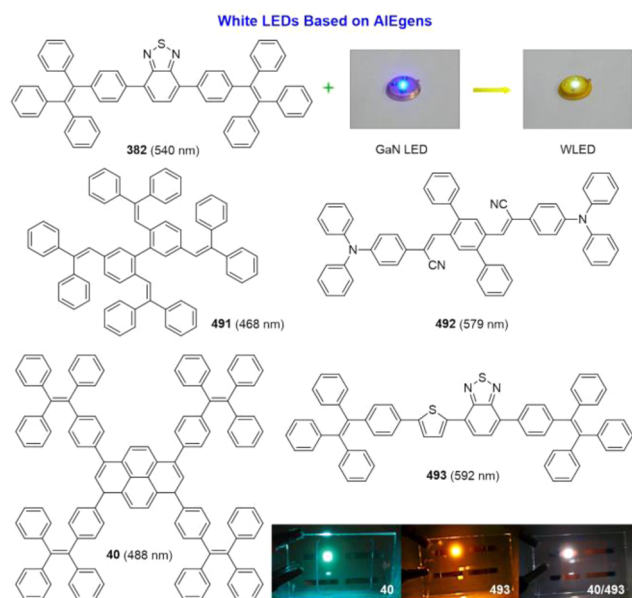 White LEDs Based on AIEgens
S
N N
+
382 (540 nm)
GaN LED
WLED
NC
N
N
CN
491 (468 nm)
492 (579 nm)
S
N N
S
493 (592 nm)
40 (488 nm)
40
493
40/493